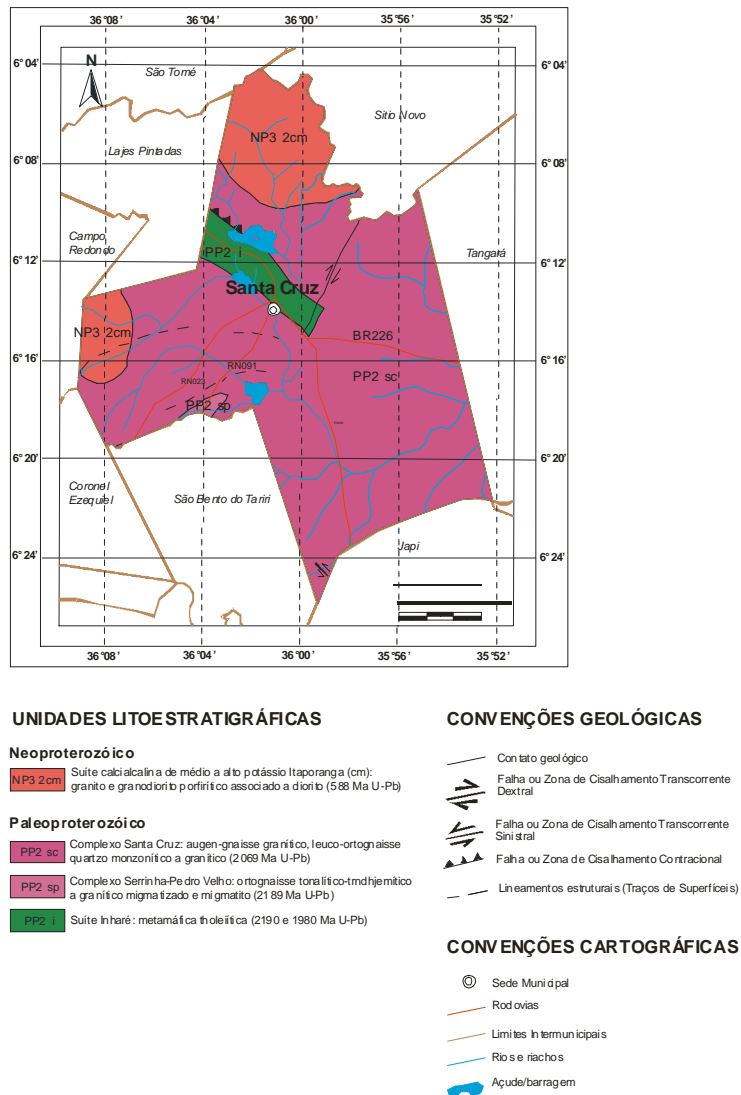 36° 08' 36° 04' 36° 00' 35° 56' 35° 52'
6° 04' 6° 04'
N
São Tomé
Sitio Novo
NP3 2cm
Lajes Pintadas
6° 08' 6° 08'
Campo
Redondo
PP2 i
Tangará
6° 12' 6° 12'
Santa Cruz
NP3 2cm
BR226
6° 16' 6° 16'
RN091
PP2 sc
RN023
PP2 sp
6° 20' 6° 20'
Coronel
Ezequiel
São Bento do Tariri
Japi
6° 24' 6° 24'
36° 08' 36° 04' 36° 00' 35° 56' 35° 52'
UNIDADES LITOESTRATIGRÁFICAS
Neoproterozóico
NP3 2cm
Suíte calcialcalina de médio a alto potássio Itaporanga (cm):
granito e granodiorito porfirítico associado a diorito (588 Ma U-Pb)
Paleoproterozóico
PP2 sc
Complexo Santa Cruz: augen-gnaisse granítico, leuco-ortognaisse
quartzo monzonítico a granítico (2069 Ma U-Pb)
PP2 sp
Complexo Serrinha-Pedro Velho: ortognaisse tonalítico-trndhjemítico
a granítico migmatizado e migmatito (2189 Ma U-Pb)
PP2 i
Suíte Inharé: metamáfica tholeiítica (2190 e 1980 Ma U-Pb)
CONVENÇÕES GEOLÓGICAS
Contato geológico
Falha ou Zona de Cisalhamento Transcorrente
Dextral
Falha ou Zona de Cisalhamento Transcorrente
Sinistral
Falha ou Zona de Cisalhamento Contracional
Lineamentos estruturais (Traços de Superfíceis)
CONVENÇÕES CARTOGRÁFICAS
Sede Municipal
Rodovias
Limites Intermunicipais
Rios e riachos
Açude/barragem